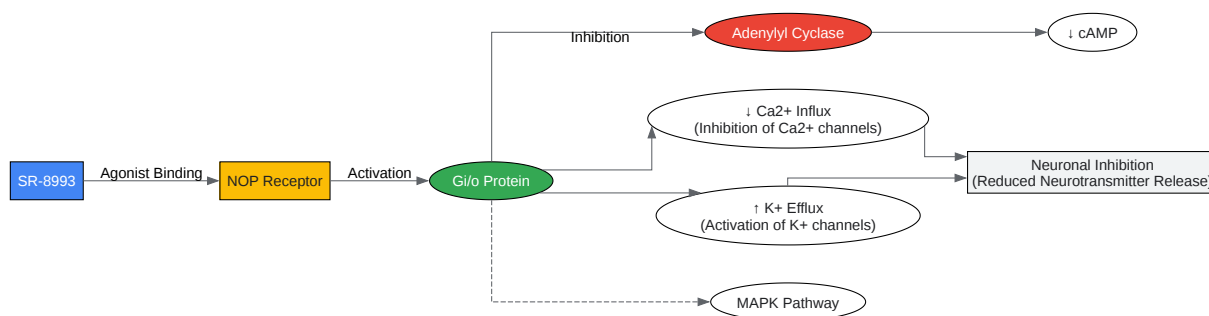 SR-8993
Agonist Binding
NOP Receptor
Activation
Gi/o Protein
Inhibition
Adenylyl Cyclase
↓ cAMP
↓ Ca2+ Influx
(Inhibition of Ca2+ channels)
↑ K+ Efflux
(Activation of K+ channels)
Neuronal Inhibition
(Reduced Neurotransmitter Release)
MAPK Pathway